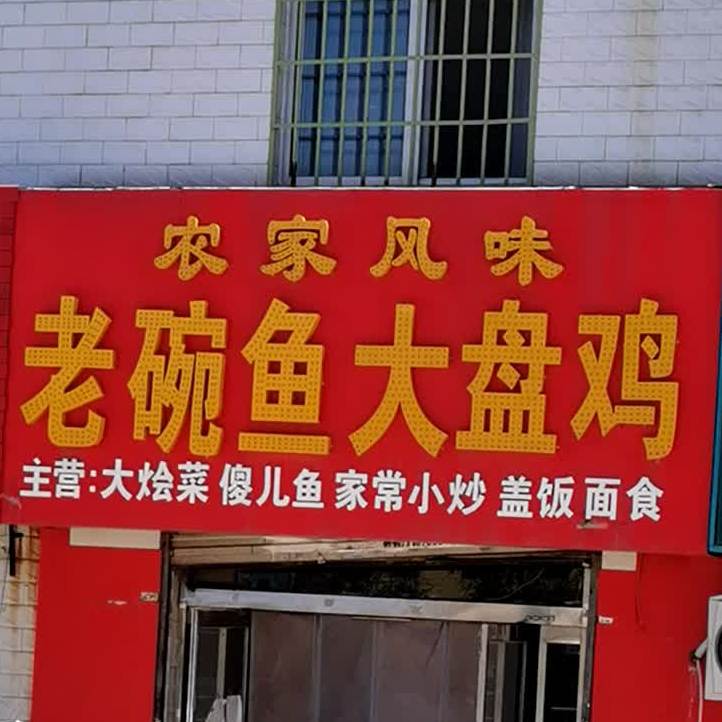 农家风味
老碗鱼大盘鸡
主营:大烩菜 傻儿鱼 家常小炒 盖饭 面食